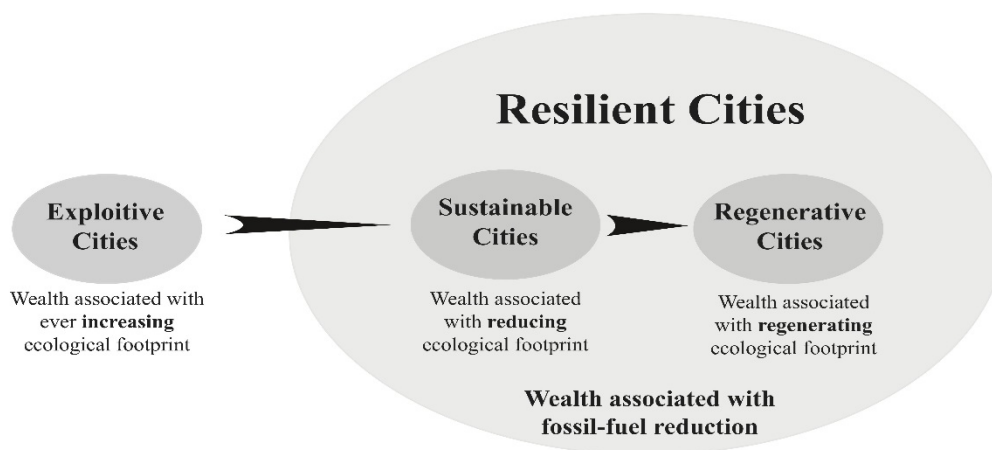 Resilient Cities
Exploitive
Cities
Wealth associated with
ever increasing
ecological footprint
Sustainable
Cities
Wealth associated
with reducing
ecological footprint
Regenerative
Cities
Wealth associated
with regenerating
ecological footprint
Wealth associated with
fossil-fuel reduction